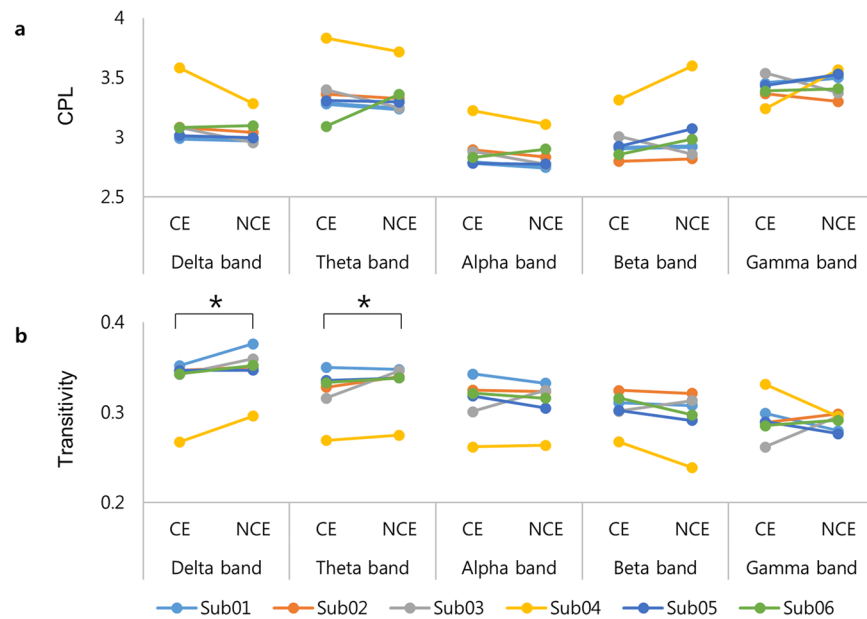 a
CPL
4
3.5
3
2.5
CE NCE CE NCE CE NCE CE NCE CE NCE
Delta band Theta band Alpha band Beta band Gamma band
b
Transitivity
* *
0.4
0.3
0.2
CE NCE CE NCE CE NCE CE NCE CE NCE
Delta band Theta band Alpha band Beta band Gamma band
Sub01 Sub02 Sub03 Sub04 Sub05 Sub06